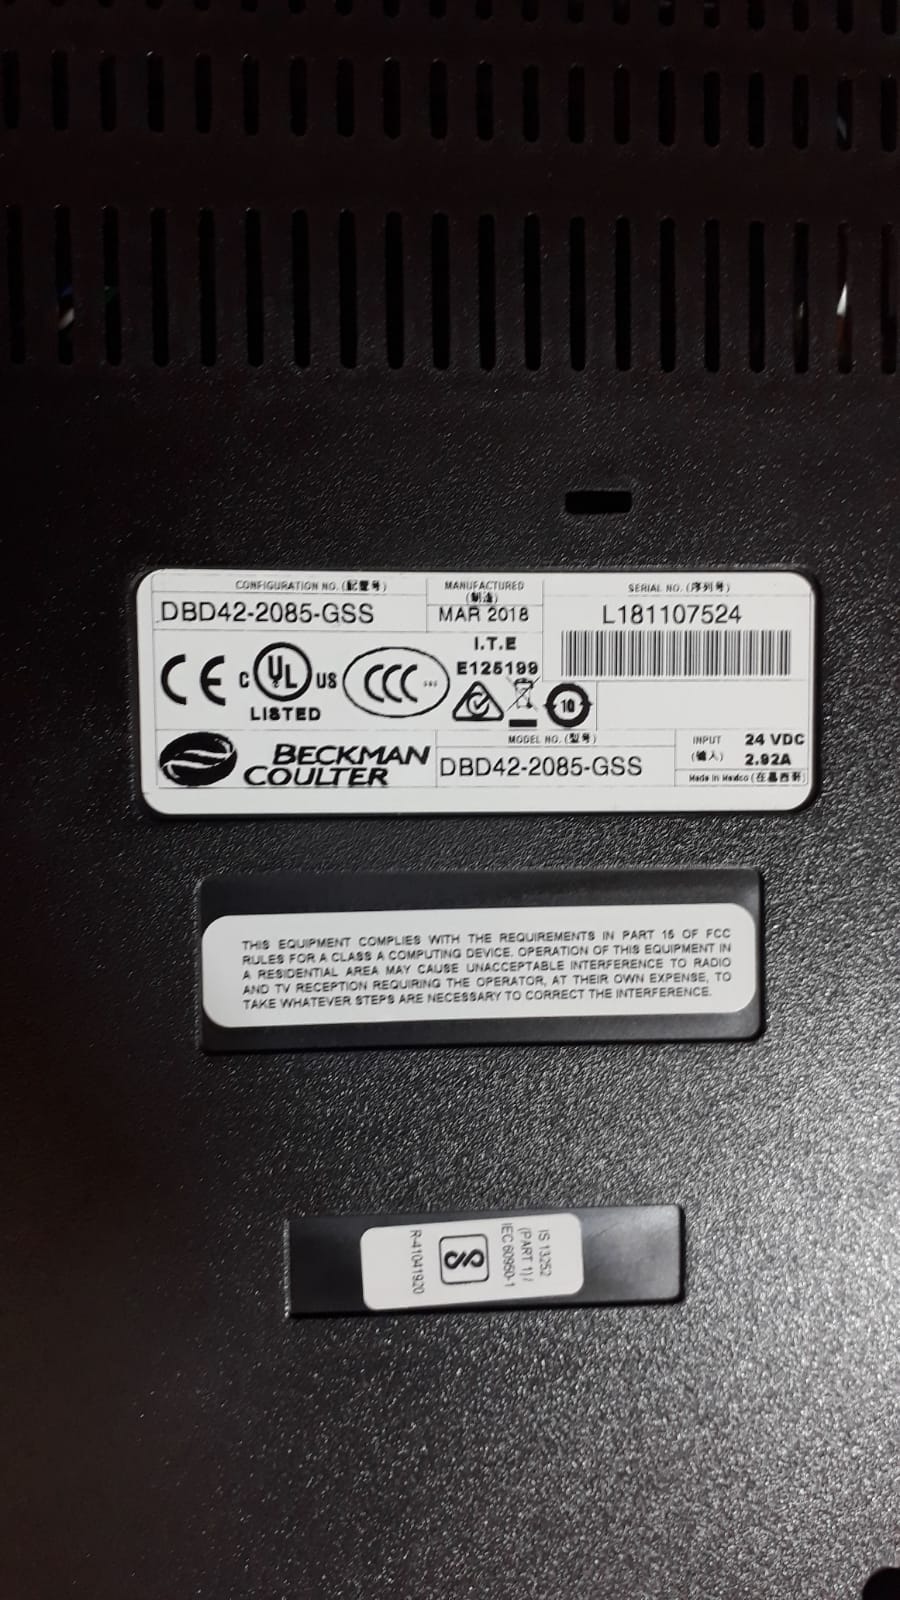 CONFIGURATION NO. (配置号)
DBD42-2085-GSS
MANUFACTURED
(制造)
MAR 2018
SERIAL NO. (序列号)
L181107524
CE
C UL US
LISTED
CCC
I.T.E
E125199
10
BECKMAN
COULTER
MODEL NO. (型号)
DBD42-2085-GSS
INPUT
(输入)
24 VDC
2.92A
Made in Mexico (在墨西哥)
THIS EQUIPMENT COMPLIES WITH THE REQUIREMENTS IN PART 15 OF FCC
RULES FOR A CLASS A COMPUTING DEVICE. OPERATION OF THIS EQUIPMENT IN
A RESIDENTIAL AREA MAY CAUSE UNACCEPTABLE INTERFERENCE TO RADIO
AND TV RECEPTION REQUIRING THE OPERATOR, AT THEIR OWN EXPENSE, TO
TAKE WHATEVER STEPS ARE NECESSARY TO CORRECT THE INTERFERENCE.
IS 13252
(PART 1)/
IEC 60950-1
R-41041920